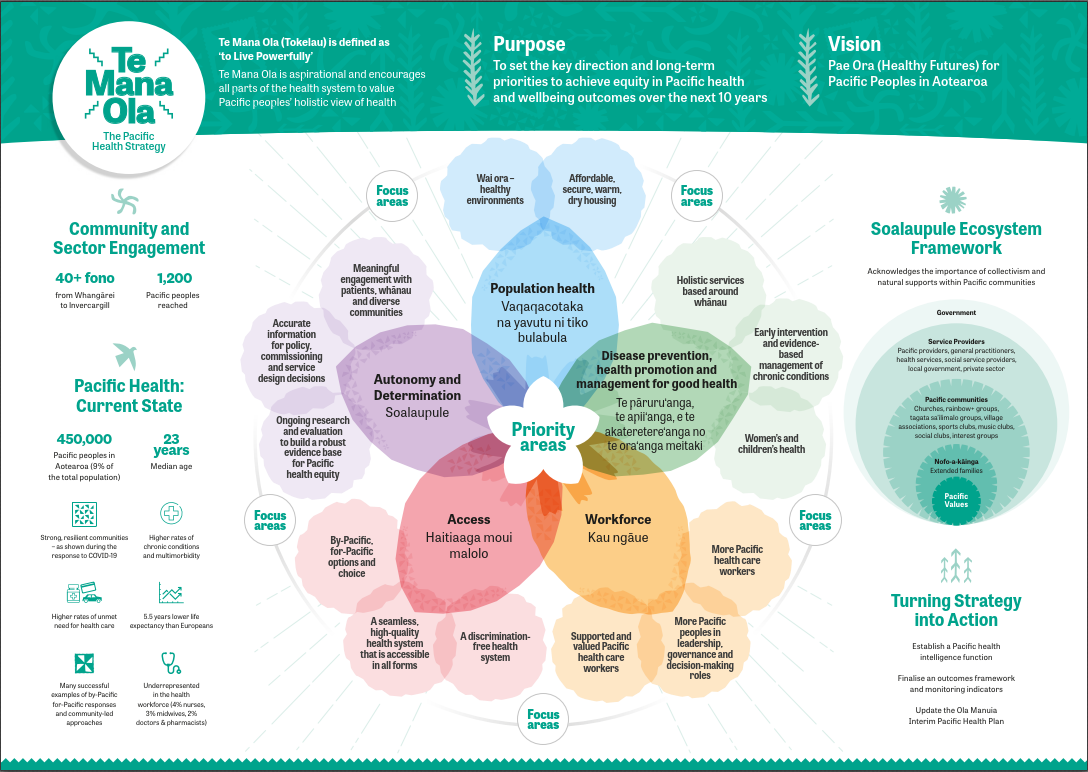 Te
Mana
Ola
The Pacific
Health Strategy
Te Mana Ola (Tokelau) is defined as
‘to Live Powerfully’
Te Mana Ola is aspirational and encourages
all parts of the health system to value
Pacific peoples’ holistic view of health
Purpose
To set the key direction and long-term
priorities to achieve equity in Pacific health
and wellbeing outcomes over the next 10 years
Vision
Pae Ora (Healthy Futures) for
Pacific Peoples in Aotearoa
Community and
Sector Engagement
40+ fono
from Whangārei
to Invercargill
1,200
Pacific peoples
reached
Pacific Health:
Current State
450,000
Pacific peoples in
Aotearoa (9% of
the total population)
23
years
Median age
Strong, resilient communities
– as shown during the
response to COVID-19
Higher rates of
chronic conditions
and multimorbidity
Higher rates of unmet
need for health care
5.5 years lower life
expectancy than Europeans
Many successful
examples of by-Pacific
for-Pacific responses
and community-led
approaches
Underrepresented
in the health
workforce (4% nurses,
3% midwives, 2%
doctors & pharmacists)
Focus
areas
Wai ora –
healthy
environments
Affordable,
secure, warm,
dry housing
Focus
areas
Population health
Vaqaqacotaka
na yavutu ni tiko
bulabula
Meaningful
engagement with
patients, whānau
and diverse
communities
Accurate
information
for policy,
commissioning
and service
design decisions
Ongoing research
and evaluation
to build a robust
evidence base
for Pacific
health equity
Autonomy and
Determination
Soalaupule
Holistic services
based around
whānau
Early intervention
and evidence-
based
management of
chronic conditions
Women’s and
children’s health
Disease prevention,
health promotion and
management for good health
Te pāruru‘anga,
te apii‘anga, e te
akateretere‘anga no
te ora‘anga meitaki
Priority
areas
Focus
areas
By-Pacific,
for-Pacific
options and
choice
A seamless,
high-quality
health system
that is accessible
in all forms
A discrimination-
free health
system
Access
Haitiaaga moui
malolo
Workforce
Kau ngāue
More Pacific
health care
workers
Supported and
valued Pacific
health care
workers
More Pacific
peoples in
leadership,
governance and
decision-making
roles
Focus
areas
Focus
areas
Soalaupule Ecosystem
Framework
Acknowledges the importance of collectivism and
natural supports within Pacific communities
Government
Service Providers
Pacific providers, general practitioners,
health services, social service providers,
local government, private sector
Pacific communities
Churches, rainbow+ groups,
tagata sa‘ilimalo groups, village
associations, sports clubs, music clubs,
social clubs, interest groups
Nofo-a-kāinga
Extended families
Pacific
Values
Turning Strategy
into Action
Establish a Pacific health
intelligence function
Finalise an outcomes framework
and monitoring indicators
Update the Ola Manuia
Interim Pacific Health Plan